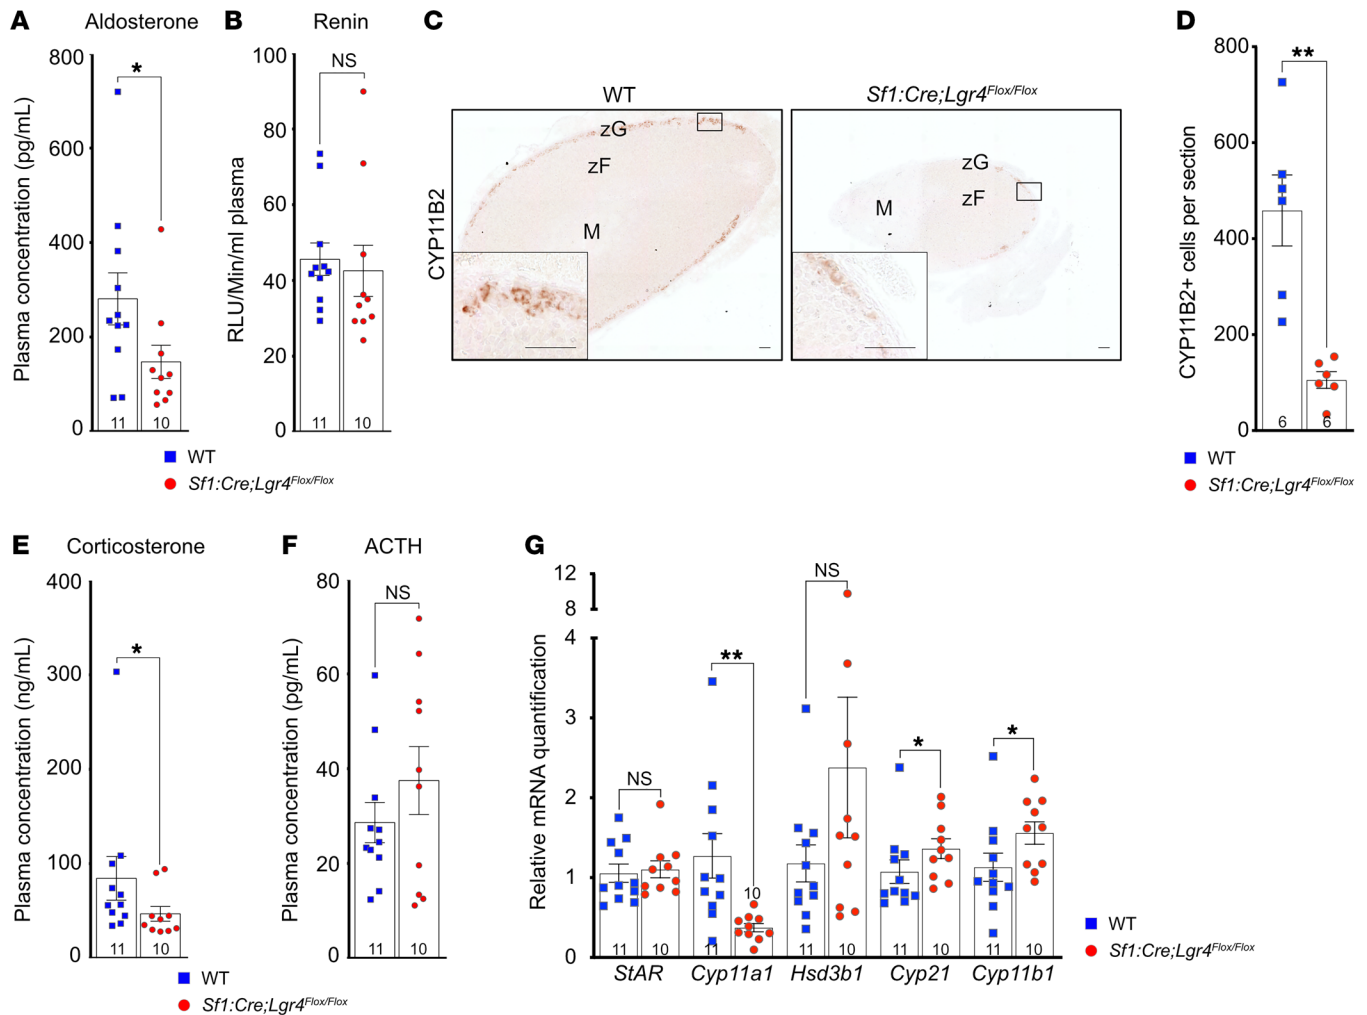 A Aldosterone
Plasma concentration (pg/mL)
800
600
400
200
0
*
11 10
WT
Sf1:Cre;Lgr4Flox/Flox
B Renin
RLU/Min/ml plasma
100
80
60
40
20
0
NS
11 10
C
WT
Sf1:Cre;Lgr4Flox/Flox
CYP11B2
zG
zF
M
zG
zF
M
D
CYP11B2+ cells per section
800
600
400
200
0
**
6 6
WT
Sf1:Cre;Lgr4Flox/Flox
E Corticosterone
Plasma concentration (ng/mL)
400
300
200
100
0
*
11 10
WT
Sf1:Cre;Lgr4Flox/Flox
F ACTH
Plasma concentration (pg/mL)
80
60
40
20
0
NS
11 10
G
Relative mRNA quantification
12
8
4
3
2
1
0
NS ** NS * *
11 10 11 10 11 10 11 10 11 10
StAR Cyp11a1 Hsd3b1 Cyp21 Cyp11b1
WT
Sf1:Cre;Lgr4Flox/Flox